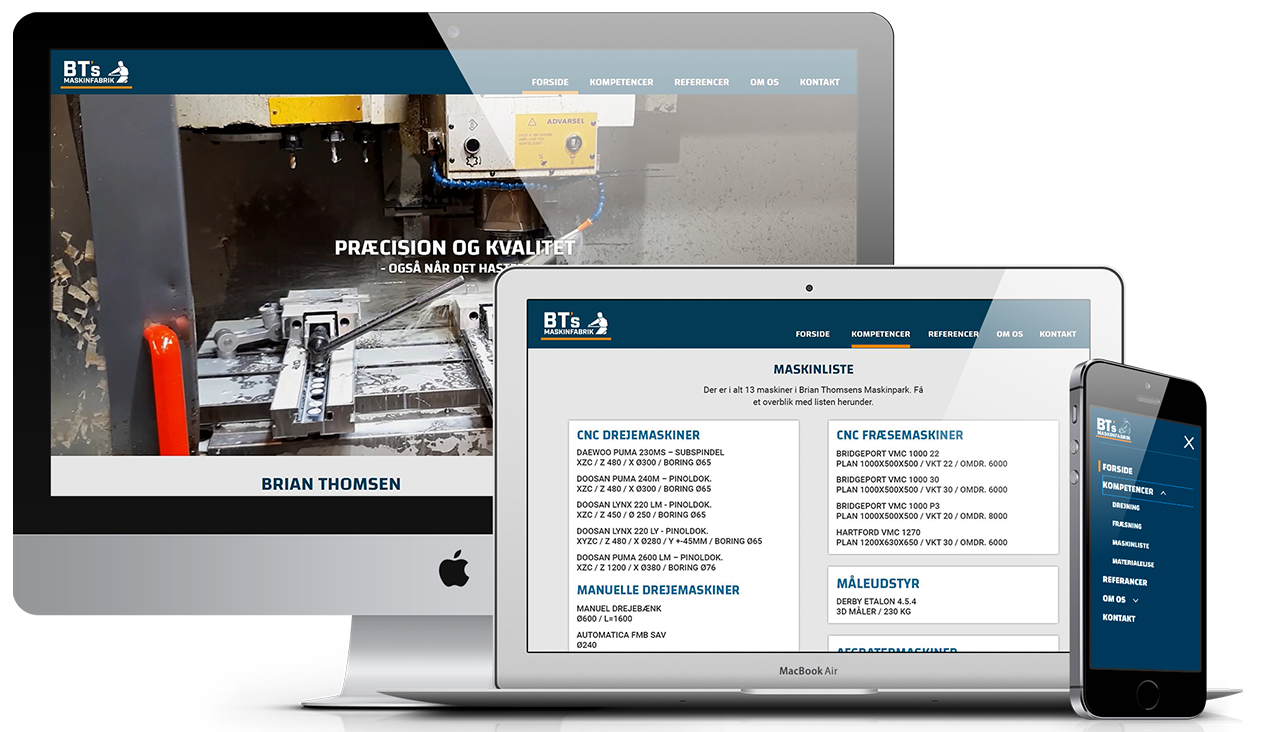 BT's
MASKINFABRIK
FORSIDE
KOMPETENCER
REFERENCER
OM OS
KONTAKT
ADVARSEL
PRÆCISION OG KVALITET
- OGSÅ NÅR DET HASTER
BRIAN THOMSEN
BT's
MASKINFABRIK
FORSIDE
KOMPETENCER
REFERENCER
OM OS
KONTAKT
MASKINLISTE
Der er i alt 13 maskiner i Brian Thomsens Maskinpark. Få
et overblik med listen herunder.
CNC DREJEMASKINER
DAEWOO PUMA 230MS – SUBSPINDEL
XZC / Z 480 / X Ø300 / BORING Ø65
DOOSAN PUMA 240M – PINOLDOK.
XZC / Z 480 / X Ø300 / BORING Ø65
DOOSAN LYNX 220 LM - PINOLDOK.
XZC / Z 450 / Ø 250 / BORING Ø65
DOOSAN LYNX 220 LY - PINOLDOK.
XYZC / Z 480 / X Ø280 / Y +-45MM / BORING Ø65
DOOSAN PUMA 2600 LM – PINOLDOK.
XZC / Z 1200 / X Ø380 / BORING Ø76
MANUELLE DREJEMASKINER
MANUEL DREJEBÆNK
Ø600 / L=1600
AUTOMATICA FMB SAV
Ø240
CNC FRÆSEMASKINER
BRIDGEPORT VMC 1000 22
PLAN 1000X500X500 / VKT 22 / OMDR. 6000
BRIDGEPORT VMC 1000 30
PLAN 1000X500X500 / VKT 30 / OMDR. 6000
BRIDGEPORT VMC 1000 P3
PLAN 1000X500X500 / VKT 20 / OMDR. 8000
HARTFORD VMC 1270
PLAN 1200X630X650 / VKT 30 / OMDR. 6000
MÅLEUDSTYR
DERBY ETALON 4.5.4
3D MÅLER / 230 KG
AFGRATERMASKINER
MacBook Air
BT's
MASKINFABRIK
FORSIDE
KOMPETENCER
DREJNING
FRÆSNING
MASKINLISTE
MATERIALELISE
REFERANCER
OM OS
KONTAKT